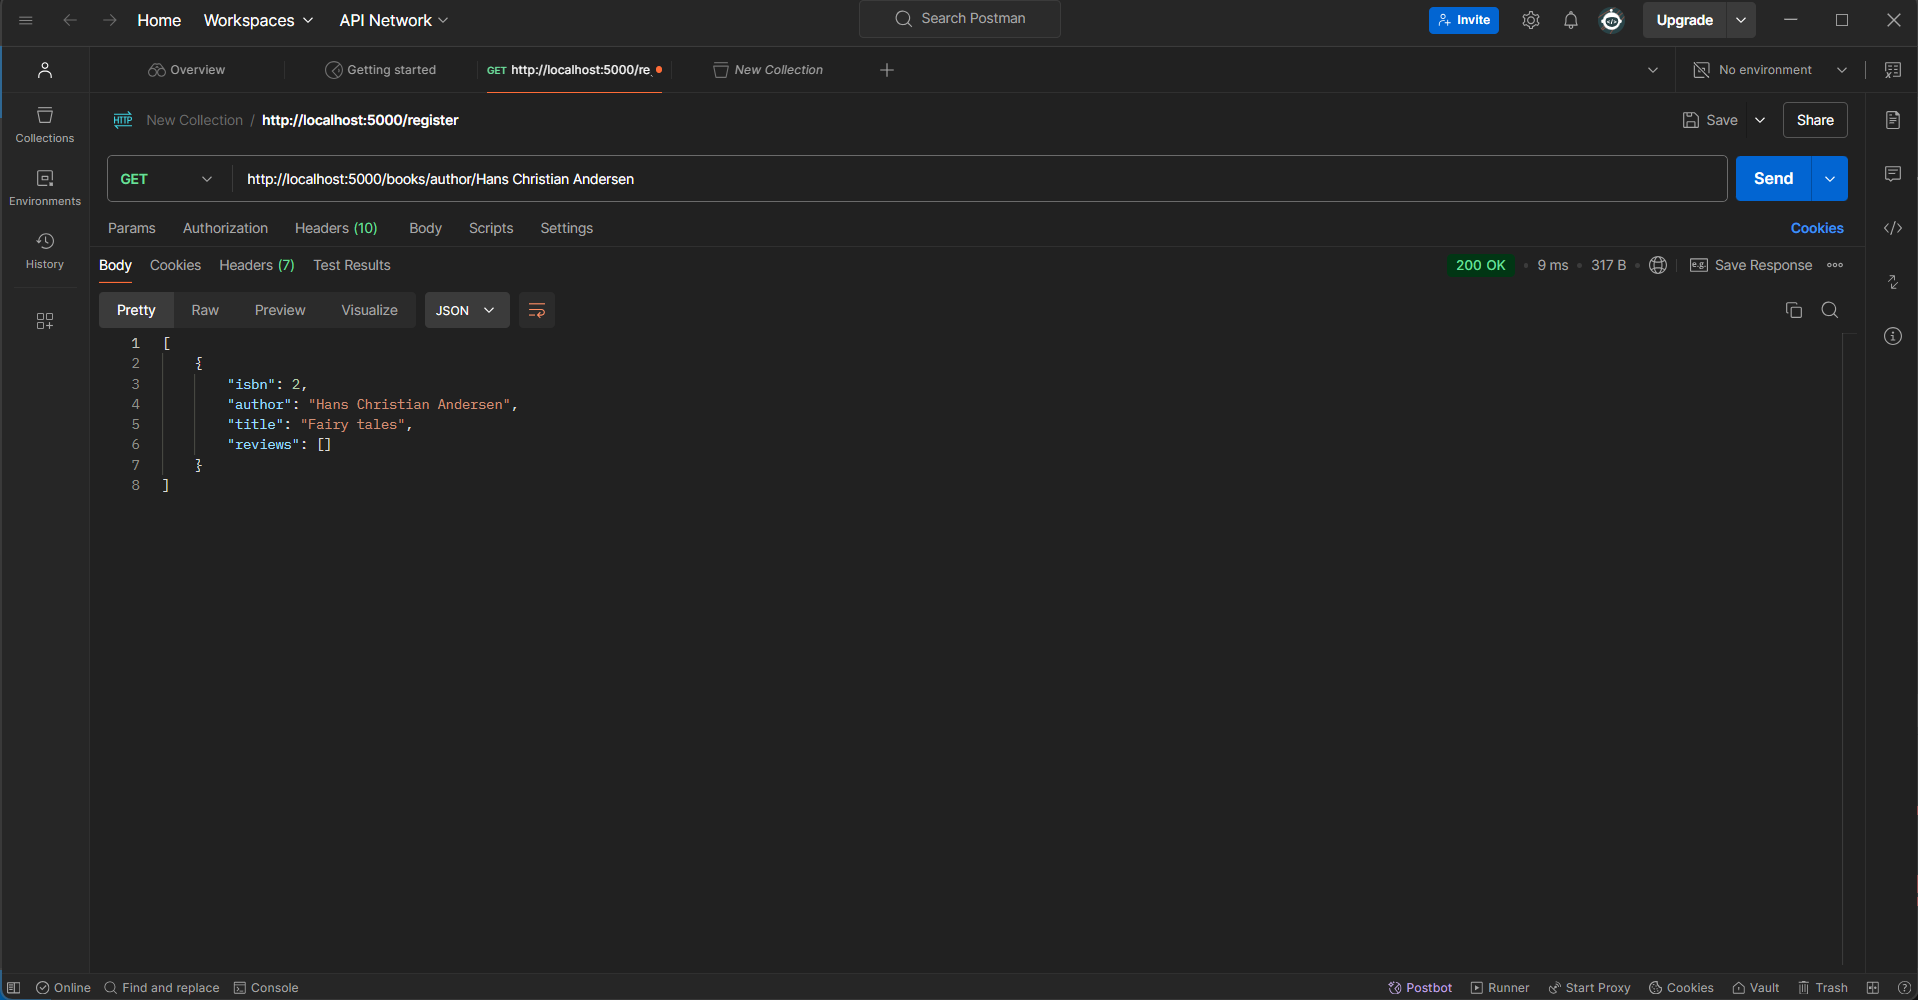 Home Workspaces API Network Search Postman Invite Upgrade
Overview Getting started GET http://localhost:5000/re New Collection No environment
New Collection / http://localhost:5000/register Save Share
Collections
Environments
History
GET http://localhost:5000/books/author/Hans Christian Andersen Send
Params Authorization Headers (10) Body Scripts Settings Cookies
Body Cookies Headers (7) Test Results 200 OK 9 ms 317 B e.g. Save Response
Pretty Raw Preview Visualize JSON
1 [
2 {
3 "isbn": 2,
4 "author": "Hans Christian Andersen",
5 "title": "Fairy tales",
6 "reviews": []
7 }
8 ]
Online Find and replace Console Postbot Runner Start Proxy Cookies Vault Trash